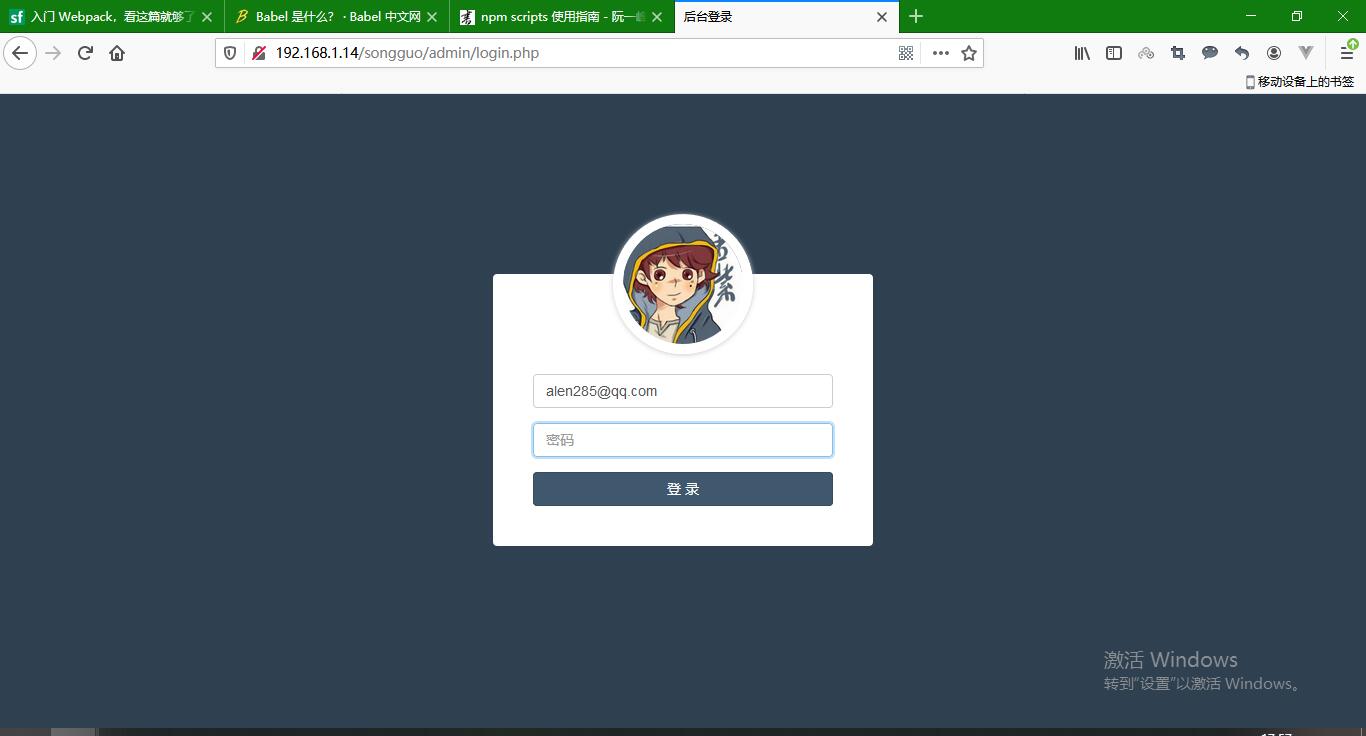 sf 入门 Webpack，看这篇就够了
B Babel 是什么？ · Babel 中文网
npm scripts 使用指南 - 阮一峰
后台登录
192.168.1.14/songguo/admin/login.php
移动设备上的书签
alen285@qq.com
密码
登 录
激活 Windows
转到"设置"以激活 Windows。